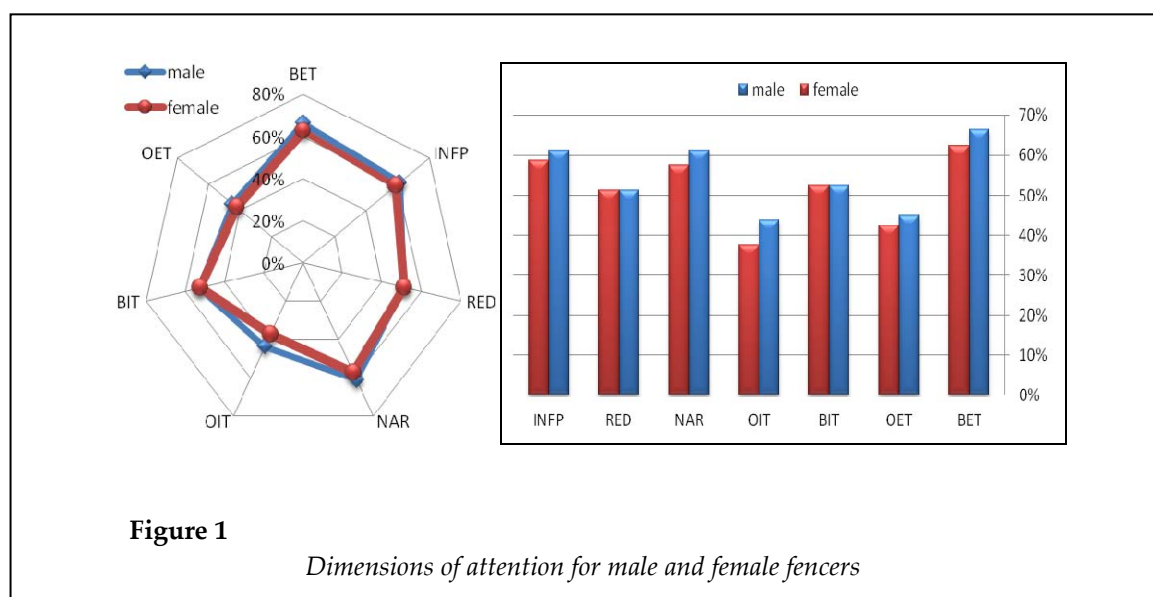 male
female
BET
80%
60%
40%
20%
0%
INFP
RED
NAR
OIT
BIT
OET
male female
70%
60%
50%
40%
30%
20%
10%
0%
INFP RED NAR OIT BIT OET BET
Figure 1
Dimensions of attention for male and female fencers